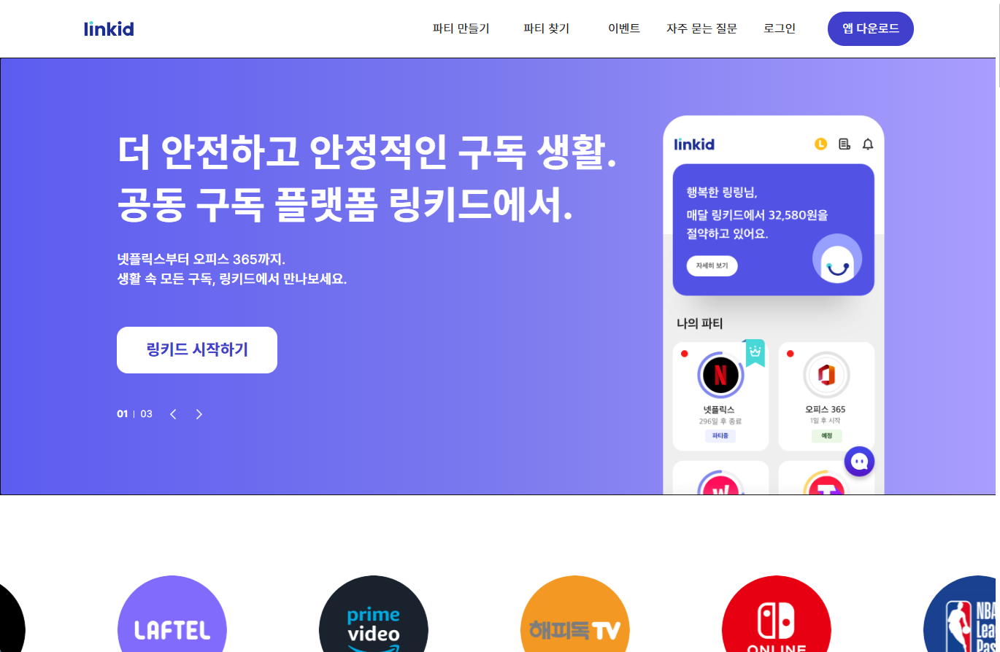 linkid
파티 만들기
파티 찾기
이벤트
자주 묻는 질문
로그인
앱 다운로드
더 안전하고 안정적인 구독 생활.
공동 구독 플랫폼 링키드에서.
넷플릭스부터 오피스 365까지.
생활 속 모든 구독, 링키드에서 만나보세요.
링키드 시작하기
01 | 03
linkid
L
행복한 링링님,
매달 링키드에서 32,580원을
절약하고 있어요.
자세히 보기
나의 파티
N
넷플릭스
296일 후 종료
파티중
오피스 365
1일 후 시작
예정
W
T
LAFTEL
prime
video
해피독TV
ONLINE
NBA
Lea
Pas